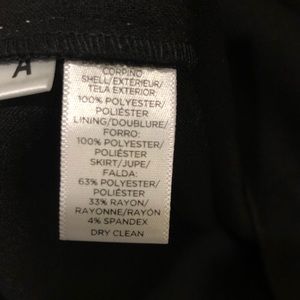 A
CORPIÑO
SHELL/EXTÉRIEUR/
TELA EXTERIOR
100% POLYESTER/
POLIÉSTER
LINING/DOUBLURE/
FORRO:
100% POLYESTER/
POLIÉSTER
SKIRT/JUPE/
FALDA:
63% POLYESTER/
POLIÉSTER
33% RAYON/
RAYONNE/RAYÓN
4% SPANDEX
DRY CLEAN